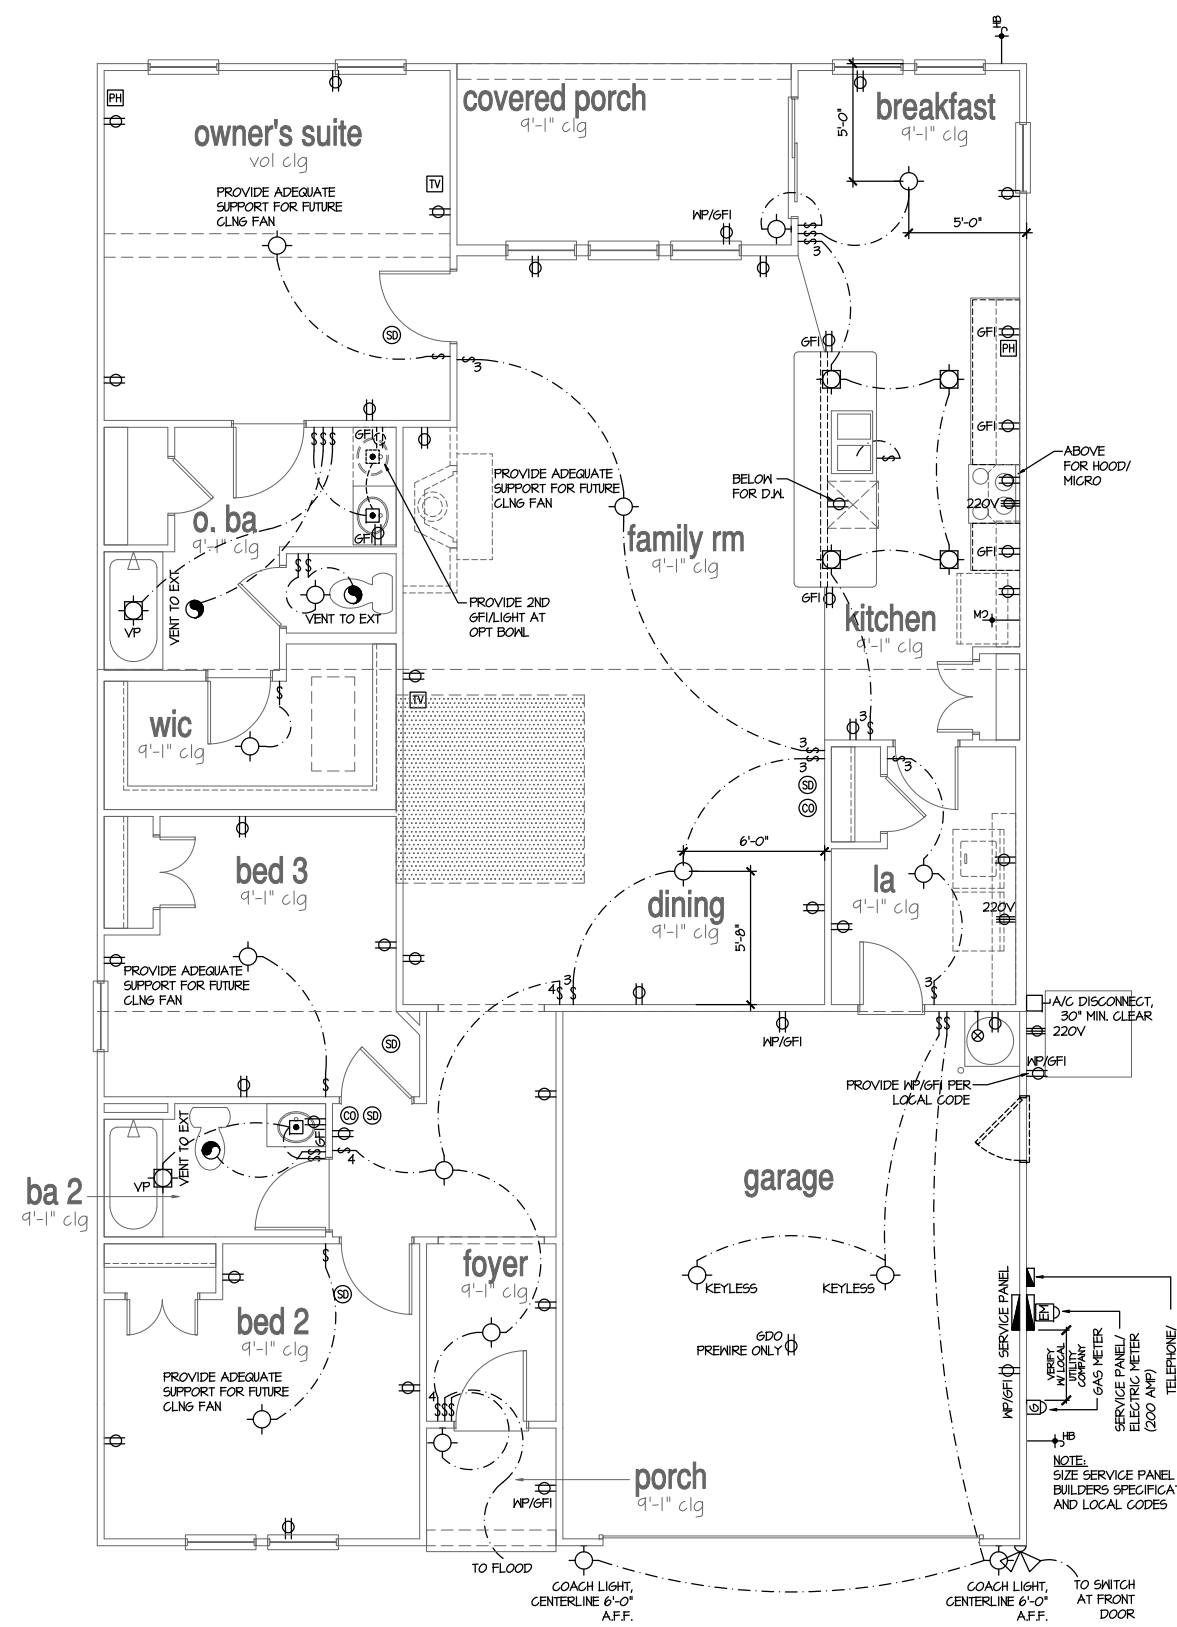 HB
covered porch
9'-1" clg
breakfast
9'-1" clg
5'-0"
PH
owner's suite
vol clg
TV
PROVIDE ADEQUATE
SUPPORT FOR FUTURE
CLNG FAN
WP/GFI
$ $ $
3
5'-0"
SD
$
$
3
GFI
GFI
PH
GFI
$ $ $
GFI
$
PROVIDE ADEQUATE
SUPPORT FOR FUTURE
CLNG FAN
BELOW
FOR D.W.
ABOVE
FOR HOOD/
MICRO
220V
o. ba
9'-1" clg
GFI
family rm
9'-1" clg
GFI
$ $
VENT TO EXT
VP
VENT TO EXT
PROVIDE 2ND
GFI/LIGHT AT
OPT BOWL
GFI
kitchen
9'-1" clg
MC
TV
$
wic
9'-1" clg
3
$
3
$
$
3
$
3
SD
CO
6'-0"
bed 3
9'-1" clg
dining
9'-1" clg
5'-8"
la
9'-1" clg
220V
PROVIDE ADEQUATE
SUPPORT FOR FUTURE
CLNG FAN
4
$
3
$
3
$
A/C DISCONNECT,
30" MIN. CLEAR
220V
$ $
WP/GFI
SD
WP/GFI
PROVIDE WP/GFI PER
LOCAL CODE
$
CO
SD
VENT TO EXT
GFI
$ $
$
4
VP
ba 2
9'-1" clg
garage
$
foyer
9'-1" clg
SD
bed 2
9'-1" clg
KEYLESS
KEYLESS
GDO
PREWIRE ONLY
SERVICE PANEL
EM
VERIFY
W/ LOCAL
UTILITY
COMPANY
GAS METER
SERVICE PANEL/
ELECTRIC METER
(200 AMP)
TELEPHONE/
WP/GFI
G
PROVIDE ADEQUATE
SUPPORT FOR FUTURE
CLNG FAN
4
$ $ $
HB
porch
9'-1" clg
WP/GFI
NOTE:
SIZE SERVICE PANEL
BUILDERS SPECIFICAT
AND LOCAL CODES
TO FLOOD
COACH LIGHT,
CENTERLINE 6'-0"
A.F.F.
COACH LIGHT,
CENTERLINE 6'-0"
A.F.F.
TO SWITCH
AT FRONT
DOOR